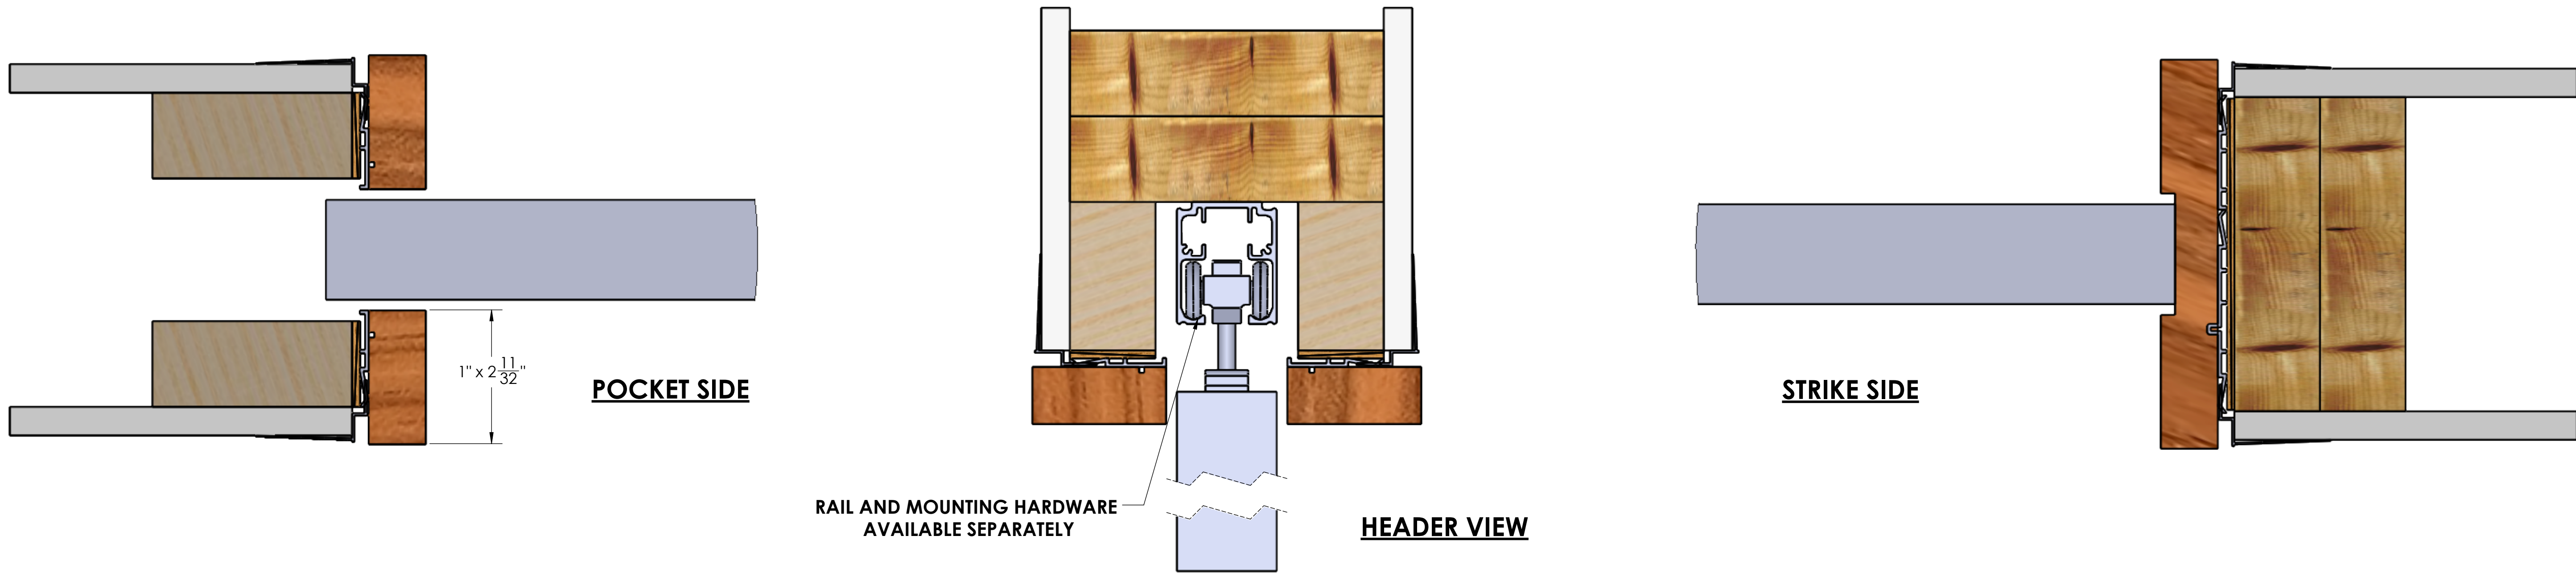 1" x 2 11/32"
POCKET SIDE
RAIL AND MOUNTING HARDWARE
AVAILABLE SEPARATELY
HEADER VIEW
STRIKE SIDE